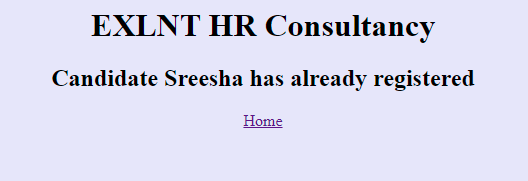 EXLNT HR Consultancy
Candidate Sreesha has already registered
Home